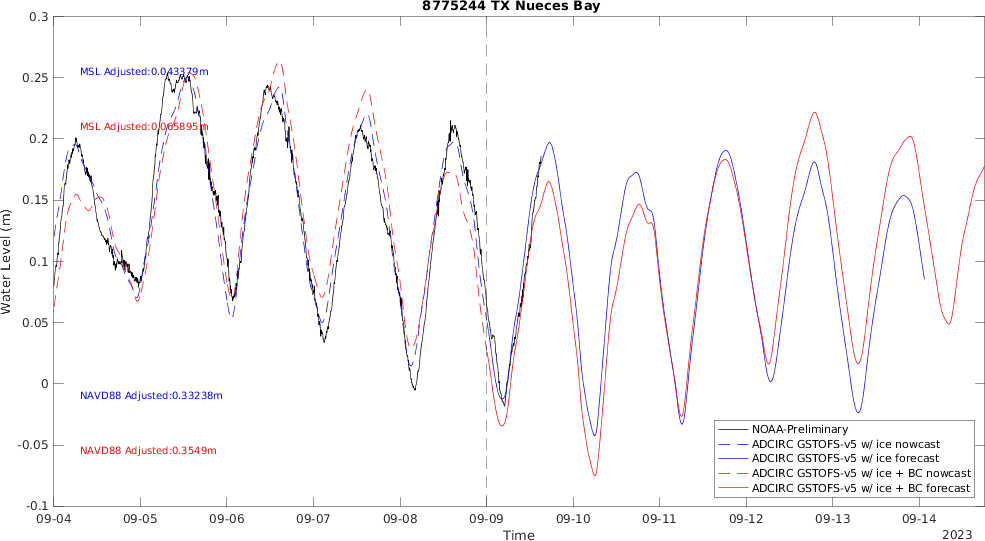 8775244 TX Nueces Bay
0.3
0.25
0.2
0.15
0.1
0.05
0
-0.05
-0.1
Water Level (m)
MSL Adjusted:0.043379m
MSL Adjusted:0.065895m
NAVD88 Adjusted:0.33238m
NAVD88 Adjusted:0.3549m
NOAA-Preliminary
ADCIRC GSTOFS-v5 w/ ice nowcast
ADCIRC GSTOFS-v5 w/ ice forecast
ADCIRC GSTOFS-v5 w/ ice + BC nowcast
ADCIRC GSTOFS-v5 w/ ice + BC forecast
09-04 09-05 09-06 09-07 09-08 09-09 09-10 09-11 09-12 09-13 09-14
Time
2023